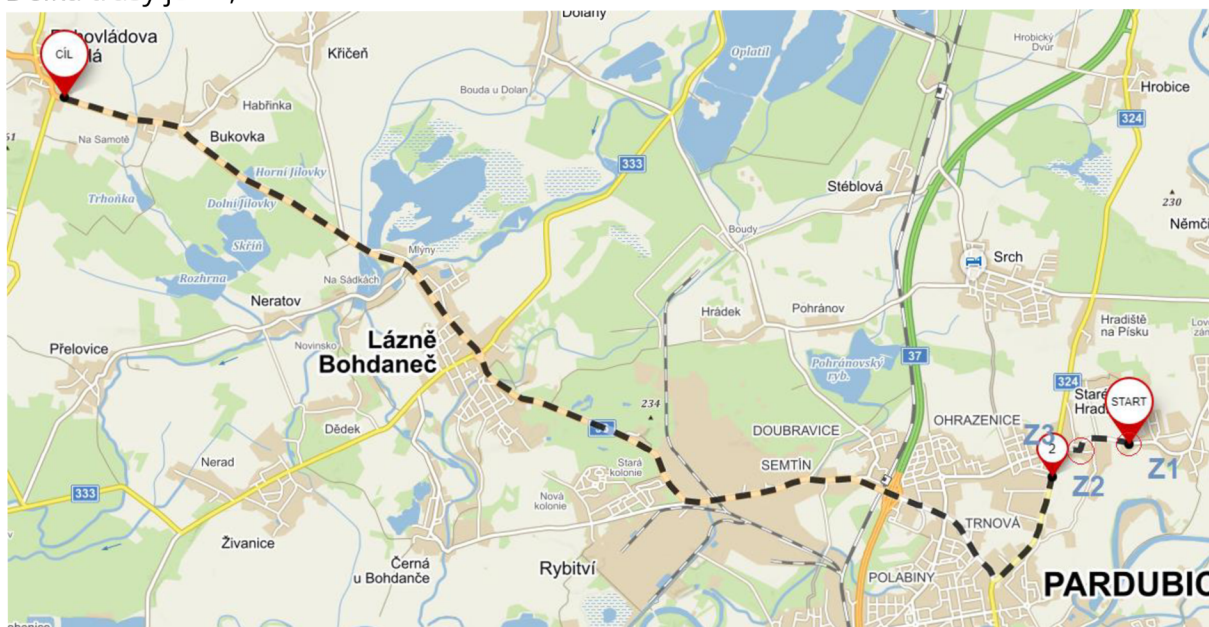 CÍL
Křičeň
Dolany
Oplatil
Hrobický
Dvůr
Hrobice
Habřinka
Bouda u Dolan
324
Na Samotě
Bukovka
333
Horní Jílovky
Stéblová
Trhoňka
Dolní Jílovky
230
Boudy
Skříň
Mlýny
Srch
Rozhrna
Na Sádkách
Neratov
Hrádek
Pohránov
Hradiště
na Písku
Novinsko
Lázně
Bohdaneč
Přelovice
37
Pohránovský
ryb.
324
Staré
START
234
Dědek
DOUBRAVICE
OHRAZENICE
Z3
2
Z1
Nerad
Stará
kolonie
SEMTÍN
Z2
333
Nová
kolonie
TRNOVÁ
Živanice
Černá
u Bohdanče
Rybitví
POLABINY
PARDUBIC